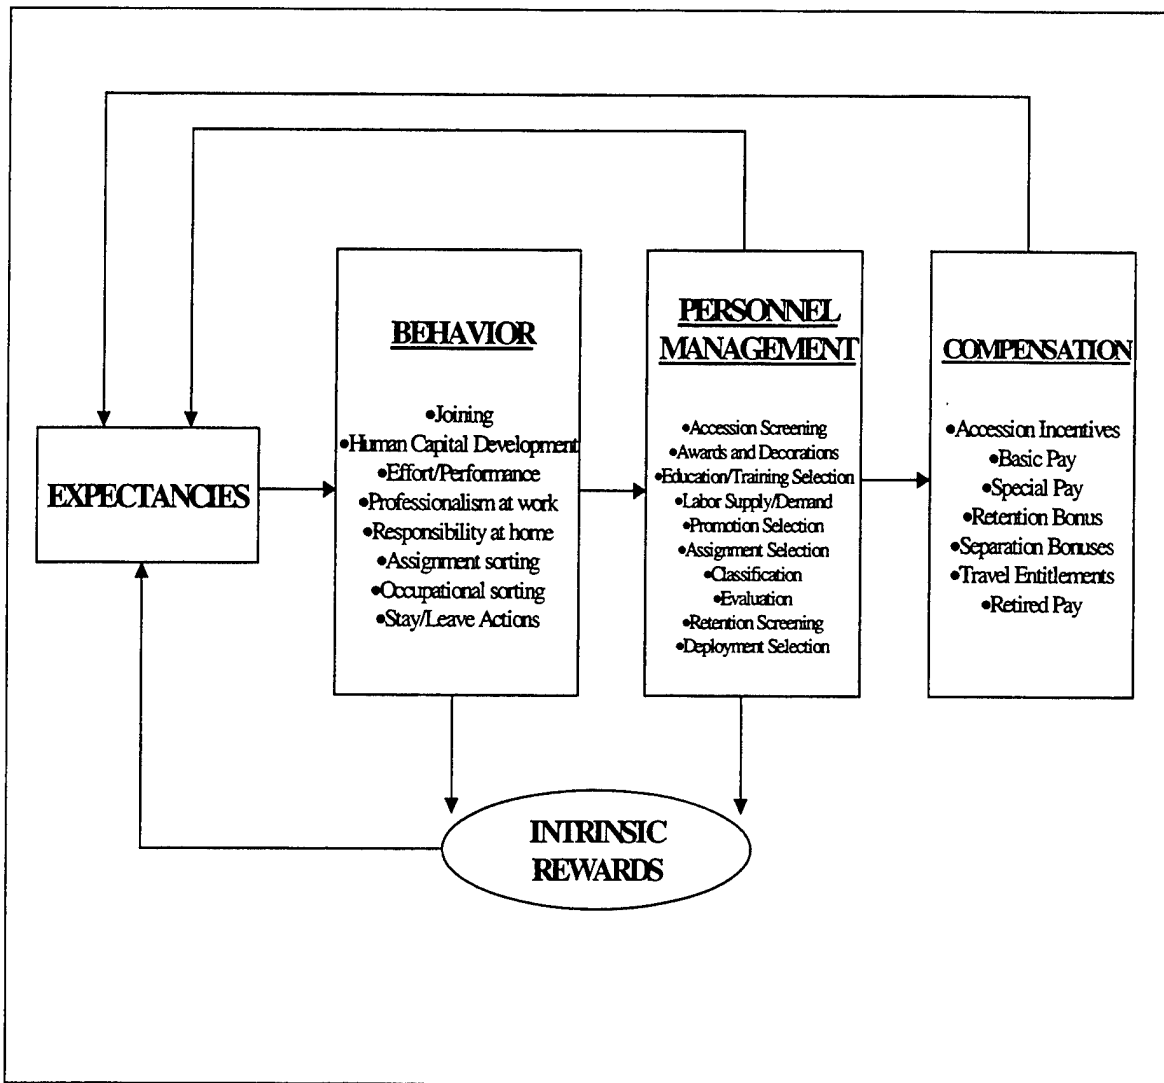 EXPECTANCIES
BEHAVIOR
•Joining
•Human Capital Development
•Effort/Performance
•Professionalism at work
•Responsibility at home
•Assignment sorting
•Occupational sorting
•Stay/Leave Actions
PERSONNEL
MANAGEMENT
•Accession Screening
•Awards and Decorations
•Education/Training Selection
•Labor Supply/Demand
•Promotion Selection
•Assignment Selection
•Classification
•Evaluation
•Retention Screening
•Deployment Selection
COMPENSATION
•Accession Incentives
•Basic Pay
•Special Pay
•Retention Bonus
•Separation Bonuses
•Travel Entitlements
•Retired Pay
INTRINSIC
REWARDS